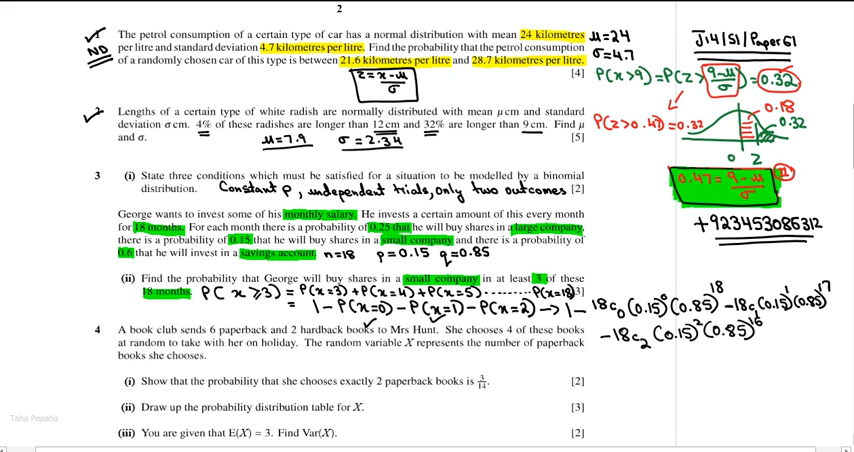 2
1 The petrol consumption of a certain type of car has a normal distribution with mean 24 kilometres
per litre and standard deviation 4.7 kilometres per litre. Find the probability that the petrol consumption
of a randomly chosen car of this type is between 21.6 kilometres per litre and 28.7 kilometres per litre.
[4]
ND
μ=24
σ=4.7
z = x-μ/σ
2 Lengths of a certain type of white radish are normally distributed with mean μ cm and standard
deviation σ cm. 4% of these radishes are longer than 12 cm and 32% are longer than 9 cm. Find μ
and σ. [5]
μ=7.9 σ=2.34
3 (i) State three conditions which must be satisfied for a situation to be modelled by a binomial
distribution. [2]
Constant p, independent trials, only two outcomes
George wants to invest some of his monthly salary. He invests a certain amount of this every month
for 18 months. For each month there is a probability of 0.25 that he will buy shares in a large company,
there is a probability of 0.15 that he will buy shares in a small company and there is a probability of
0.6 that he will invest in a savings account.
n=18 p=0.15 q=0.85
(ii) Find the probability that George will buy shares in a small company in at least 3 of these
18 months. [3]
P(x≥3) = P(x=3)+P(x=4)+P(x=5)........P(x=18)
= 1-P(x=0)-P(x=1)-P(x=2) → 1-18c0(0.15)^0(0.85)^18-18c1(0.15)^1(0.85)^17
-18c2(0.15)^2(0.85)^16
4 A book club sends 6 paperback and 2 hardback books to Mrs Hunt. She chooses 4 of these books
at random to take with her on holiday. The random variable X represents the number of paperback
books she chooses.
(i) Show that the probability that she chooses exactly 2 paperback books is 3/14. [2]
(ii) Draw up the probability distribution table for X. [3]
(iii) You are given that E(X) = 3. Find Var(X). [2]
Taha Popatia
J14/S1/Paper 61
P(x>9)=P(z>9-μ/σ)=0.32
P(z>0.47)=0.32
0.18
0.32
0 z
0.47 = 9-μ/σ
+923453085312